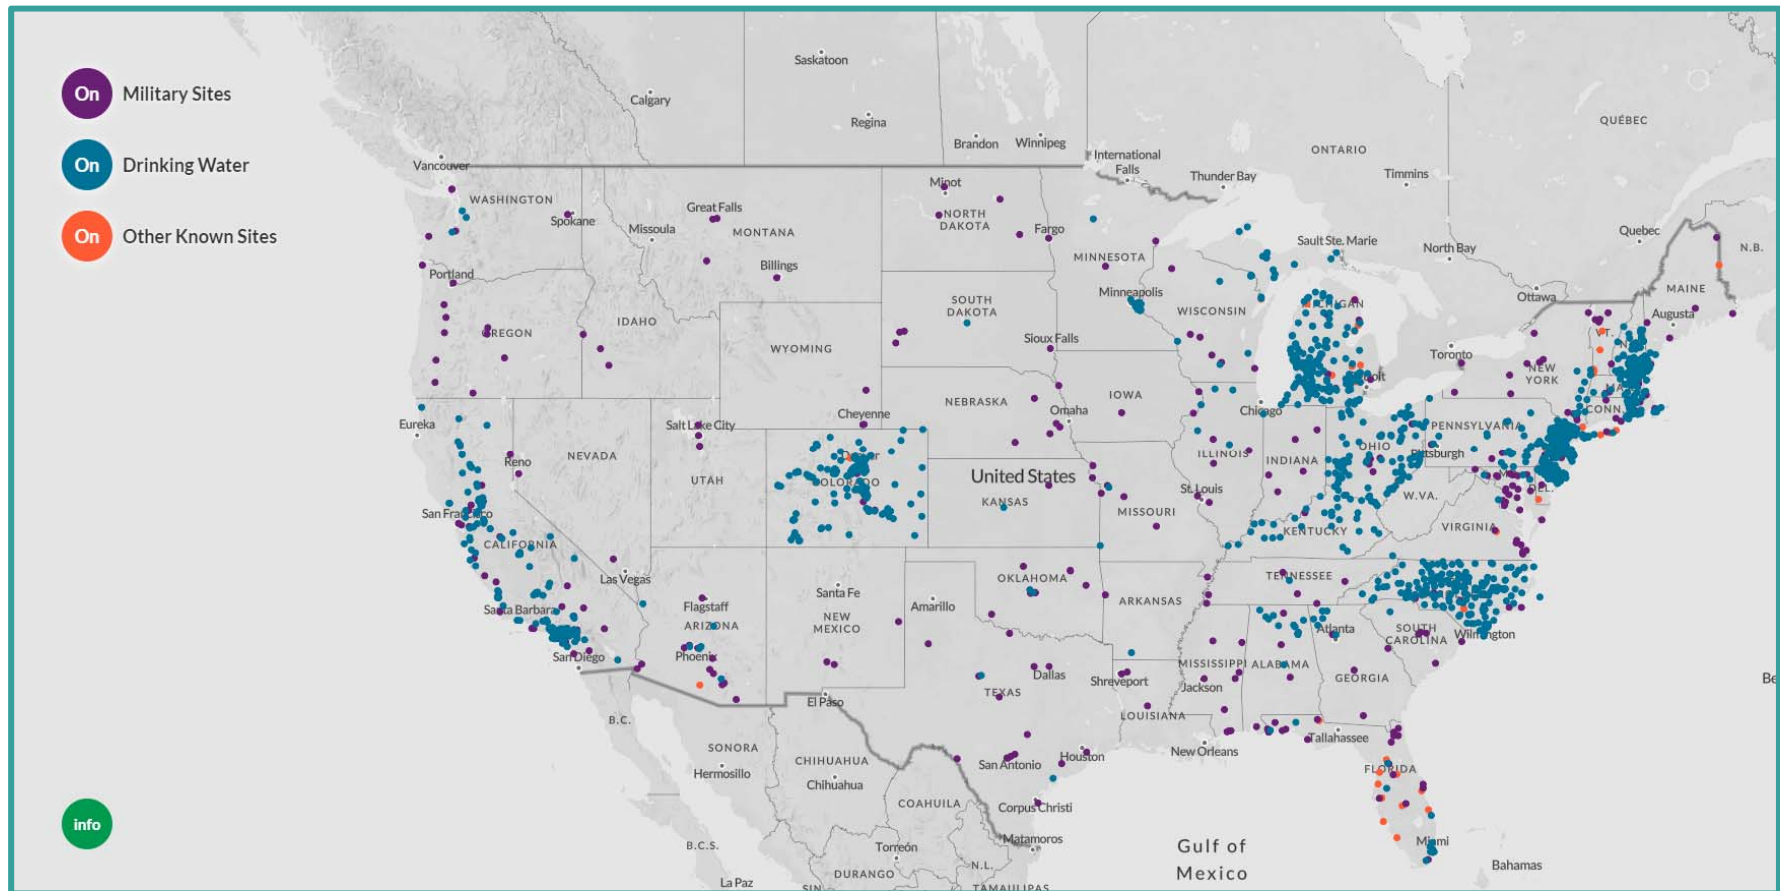 Saskatoon
On Military Sites
Calgary
Regina
QUÉBEC
Brandon
Winnipeg
ONTARIO
On Drinking Water
Vancouver
International
Falls
Thunder Bay
Timmins
Minot
WASHINGTON
Spokane
Great Falls
Missoula
MONTANA
NORTH
DAKOTA
Fargo
On Other Known Sites
Sault Ste. Marie
North Bay
Quebec
N.B.
MINNESOTA
Portland
Billings
Minneapolis
Ottawa
MAINE
SOUTH
DAKOTA
WISCONSIN
Augusta
IDAHO
WYOMING
Sioux Falls
Toronto
NEW
YORK
NEBRASKA
IOWA
Cheyenne
Omaha
Chicago
CONN.
Eureka
Salt Lake City
PENNSYLVANIA
NEVADA
Reno
ILLINOIS
INDIANA
OHIO
Pittsburgh
UTAH
COLORADO
United States
KANSAS
DEL.
St. Louis
W.VA.
San Francisco
MISSOURI
KENTUCKY
VIRGINIA
CALIFORNIA
Las Vegas
OKLAHOMA
TENNESSEE
Santa Fe
Amarillo
ARKANSAS
Santa Barbara
Flagstaff
ARIZONA
NEW
MEXICO
Atlanta
SOUTH
CAROLINA
Wilmington
San Diego
Phoenix
Dallas
Shreveport
MISSISSIPPI
ALABAMA
GEORGIA
Jackson
TEXAS
Be
El Paso
LOUISIANA
B.C.
SONORA
Hermosillo
CHIHUAHUA
Chihuahua
San Antonio
Houston
New Orleans
Tallahassee
FLORIDA
COAHUILA
Corpus Christi
info
Matamoros
Miami
B.C.S.
Torreón
N.L.
Gulf of
Mexico
Bahamas
DURANGO
La Paz
SIN.
TAMAULIPAS